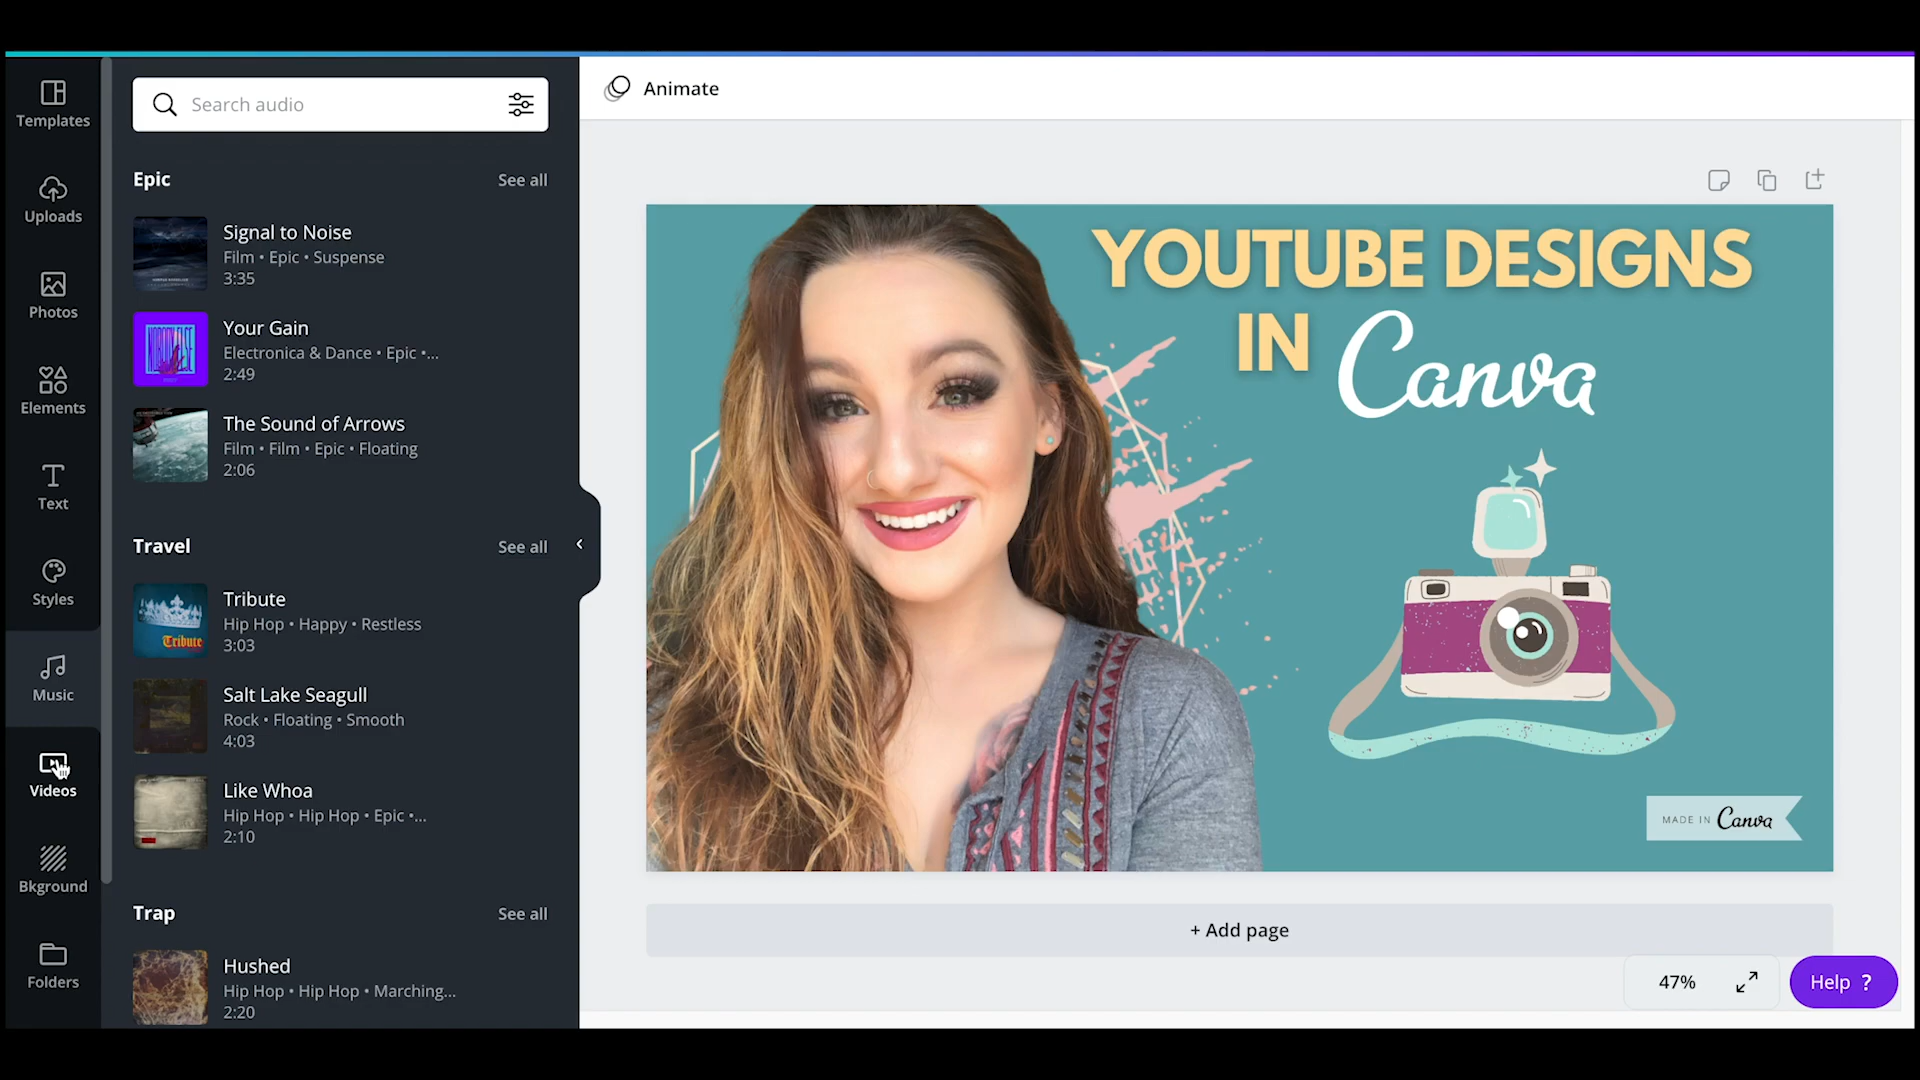 Templates
Uploads
Photos
Elements
Text
Styles
Music
Videos
Bkground
Folders
Search audio
Epic
See all
Signal to Noise
Film • Epic • Suspense
3:35
Your Gain
Electronica & Dance • Epic •...
2:49
The Sound of Arrows
Film • Film • Epic • Floating
2:06
Travel
See all
Tribute
Tribute
Hip Hop • Happy • Restless
3:03
Salt Lake Seagull
Rock • Floating • Smooth
4:03
Like Whoa
Hip Hop • Hip Hop • Epic •...
2:10
Trap
See all
Hushed
Hip Hop • Hip Hop • Marching...
2:20
Animate
YOUTUBE DESIGNS
IN Canva
MADE IN Canva
+ Add page
47%
Help ?